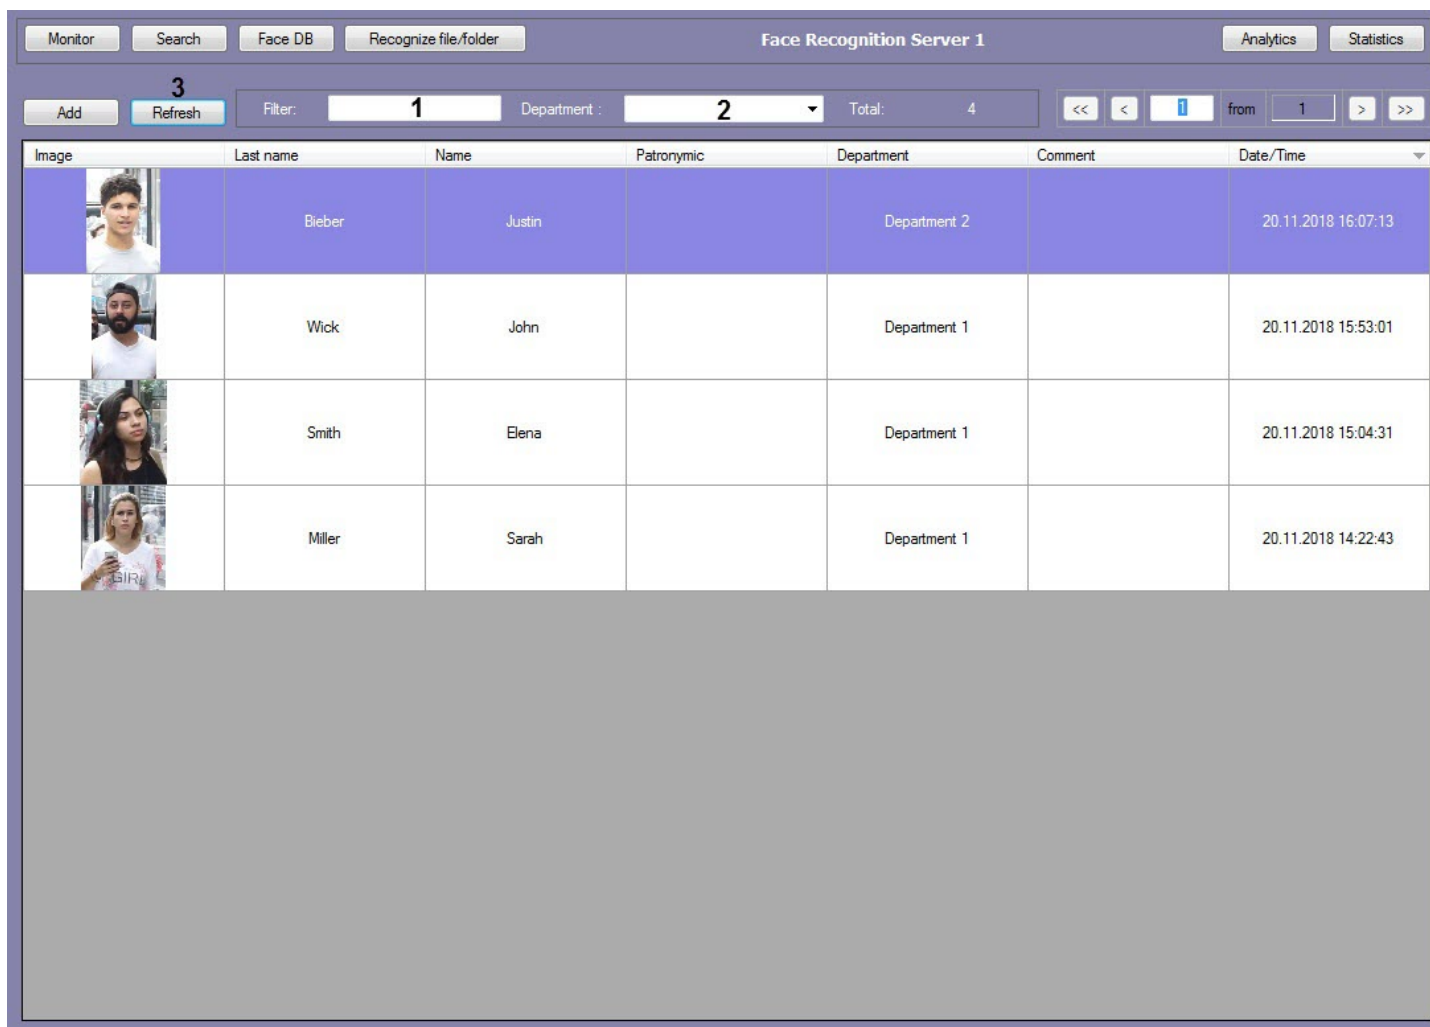 Monitor Search Face DB Recognize file/folder Face Recognition Server 1 Analytics Statistics
3
Add Refresh Filter: 1 Department : 2 Total: 4 << < 1 from 1 > >>
Image Last name Name Patronymic Department Comment Date/Time
Bieber Justin Department 2 20.11.2018 16:07:13
Wick John Department 1 20.11.2018 15:53:01
Smith Elena Department 1 20.11.2018 15:04:31
Miller Sarah Department 1 20.11.2018 14:22:43
GIRL